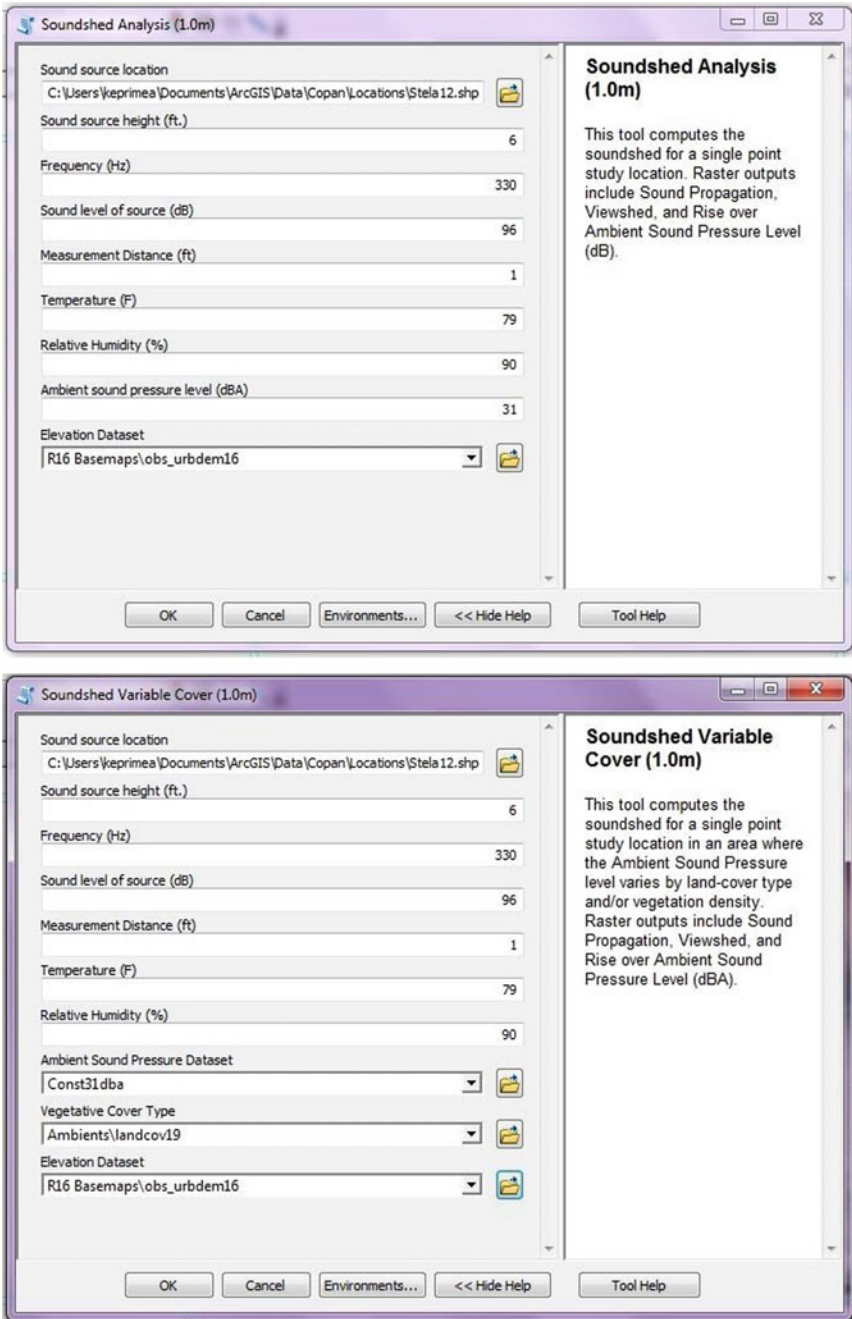 Soundshed Analysis (1.0m)
Sound source location
C:\Users\keprimea\Documents\ArcGIS\Data\Copan\Locations\Stela12.shp
Sound source height (ft.)
6
Frequency (Hz)
330
Sound level of source (dB)
96
Measurement Distance (ft)
1
Temperature (F)
79
Relative Humidity (%)
90
Ambient sound pressure level (dBA)
31
Elevation Dataset
R16 Basemaps\obs_urbdem16
Soundshed Analysis
(1.0m)
This tool computes the
soundshed for a single point
study location. Raster outputs
include Sound Propagation,
Viewshed, and Rise over
Ambient Sound Pressure Level
(dB).
OK
Cancel
Environments...
<< Hide Help
Tool Help
Soundshed Variable Cover (1.0m)
Sound source location
C:\Users\keprimea\Documents\ArcGIS\Data\Copan\Locations\Stela12.shp
Sound source height (ft.)
6
Frequency (Hz)
330
Sound level of source (dB)
96
Measurement Distance (ft)
1
Temperature (F)
79
Relative Humidity (%)
90
Ambient Sound Pressure Dataset
Const31dba
Vegetative Cover Type
Ambients\landcov19
Elevation Dataset
R16 Basemaps\obs_urbdem16
Soundshed Variable
Cover (1.0m)
This tool computes the
soundshed for a single point
study location in an area where
the Ambient Sound Pressure
level varies by land-cover type
and/or vegetation density.
Raster outputs include Sound
Propagation, Viewshed, and
Rise over Ambient Sound
Pressure Level (dBA).
OK
Cancel
Environments...
<< Hide Help
Tool Help